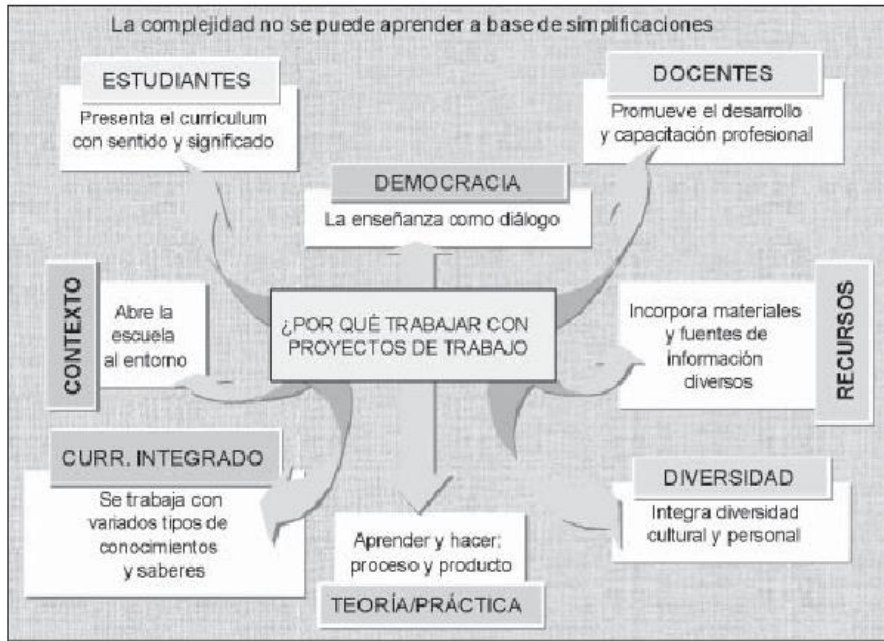 La complejidad no se puede aprender a base de simplificaciones
ESTUDIANTES
Presenta el curriculum
con sentido y significado
DOCENTES
Promueve el desarrollo
y capacitación profesional
DEMOCRACIA
La enseñanza como diálogo
CONTEXTO
Abre la
escuela
al entorno
¿POR QUÉ TRABAJAR CON
PROYECTOS DE TRABAJO
Incorpora materiales
y fuentes de
información
diversos
RECURSOS
CURR. INTEGRADO
Se trabaja con
variados tipos de
conocimientos
y saberes
Aprender y hacer:
proceso y producto
TEORÍA/PRÁCTICA
DIVERSIDAD
Integra diversidad
cultural y personal